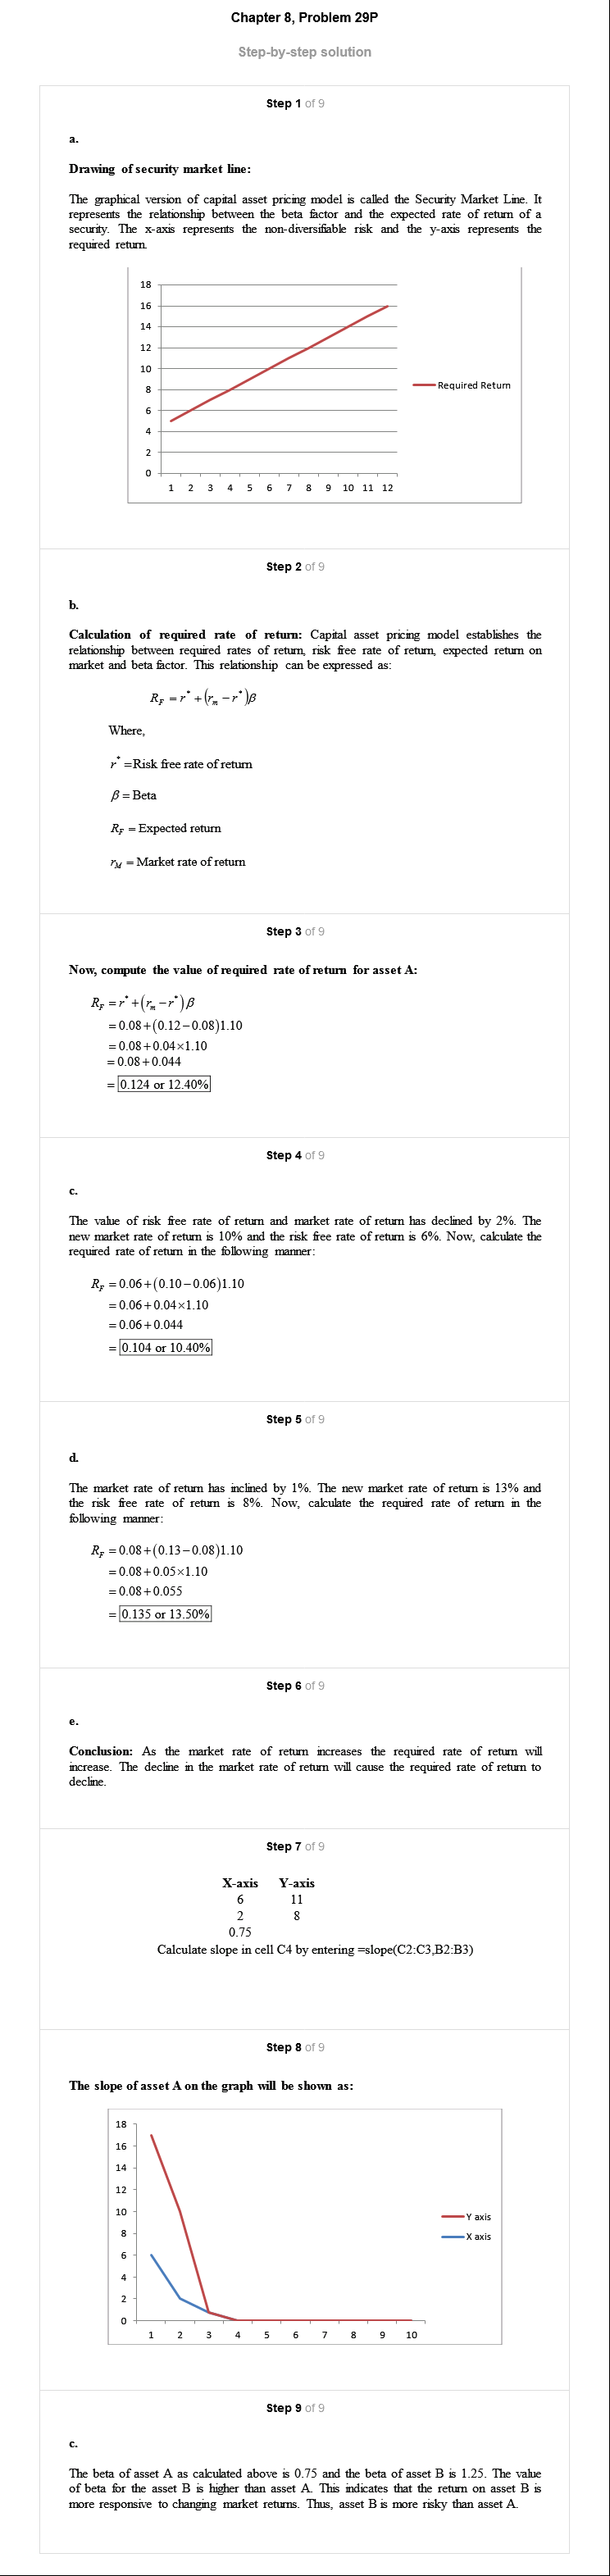 Chapter 8, Problem 29P
Step-by-step solution
Step 1 of 9
a.
Drawing of security market line:
The graphical version of capital asset pricing model is called the Security Market Line. It
represents the relationship between the beta factor and the expected rate of return of a
security. The x-axis represents the non-diversifiable risk and the y-axis represents the
required return.
18
16
14
12
10
8
6
4
2
0
1 2 3 4 5 6 7 8 9 10 11 12
Required Return
Step 2 of 9
b.
Calculation of required rate of return: Capital asset pricing model establishes the
relationship between required rates of return, risk free rate of return, expected return on
market and beta factor. This relationship can be expressed as:
R_F = r* + (r_m − r*)β
Where,
r* = Risk free rate of return
β = Beta
R_F = Expected return
r_M = Market rate of return
Step 3 of 9
Now, compute the value of required rate of return for asset A:
R_F = r* + (r_m − r*)β
= 0.08 + (0.12 − 0.08)1.10
= 0.08 + 0.04 × 1.10
= 0.08 + 0.044
= 0.124 or 12.40%
Step 4 of 9
c.
The value of risk free rate of return and market rate of return has declined by 2%. The
new market rate of return is 10% and the risk free rate of return is 6%. Now, calculate the
required rate of return in the following manner:
R_F = 0.06 + (0.10 − 0.06)1.10
= 0.06 + 0.04 × 1.10
= 0.06 + 0.044
= 0.104 or 10.40%
Step 5 of 9
d.
The market rate of return has inclined by 1%. The new market rate of return is 13% and
the risk free rate of return is 8%. Now, calculate the required rate of return in the
following manner:
R_F = 0.08 + (0.13 − 0.08)1.10
= 0.08 + 0.05 × 1.10
= 0.08 + 0.055
= 0.135 or 13.50%
Step 6 of 9
e.
Conclusion: As the market rate of return increases the required rate of return will
increase. The decline in the market rate of return will cause the required rate of return to
decline.
Step 7 of 9
X-axis Y-axis
6 11
2 8
0.75
Calculate slope in cell C4 by entering =slope(C2:C3,B2:B3)
Step 8 of 9
The slope of asset A on the graph will be shown as:
18
16
14
12
10
8
6
4
2
0
1 2 3 4 5 6 7 8 9 10
Y axis
X axis
Step 9 of 9
c.
The beta of asset A as calculated above is 0.75 and the beta of asset B is 1.25. The value
of beta for the asset B is higher than asset A. This indicates that the return on asset B is
more responsive to changing market returns. Thus, asset B is more risky than asset A.